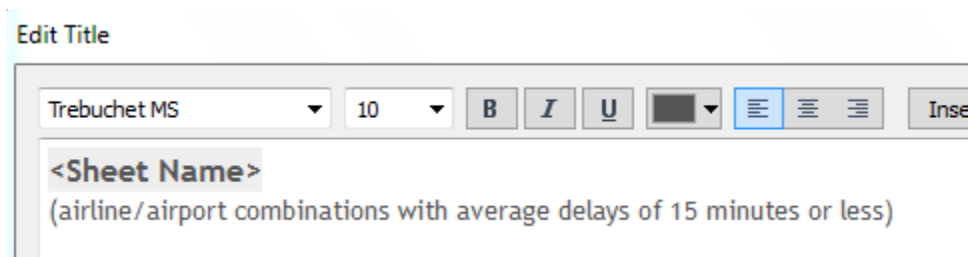 Edit Title
Trebuchet MS 10 B I U Inse
<Sheet Name>
(airline/airport combinations with average delays of 15 minutes or less)